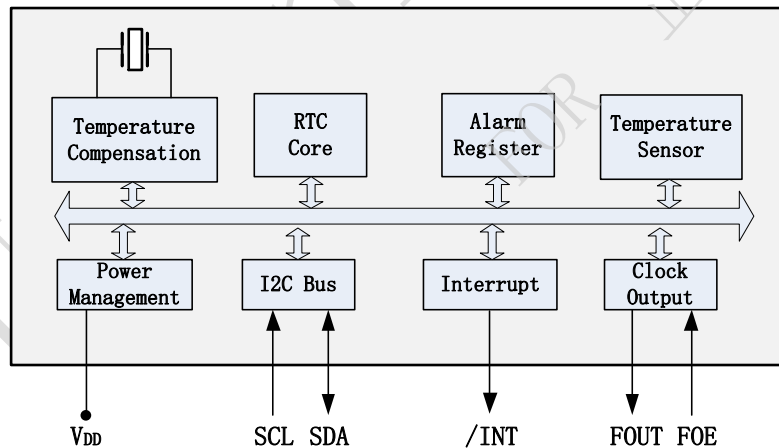 Temperature
Compensation
RTC
Core
Alarm
Register
Temperature
Sensor
Power
Management
I2C Bus
Interrupt
Clock
Output
VDD
SCL SDA
/INT
FOUT FOE
FOR